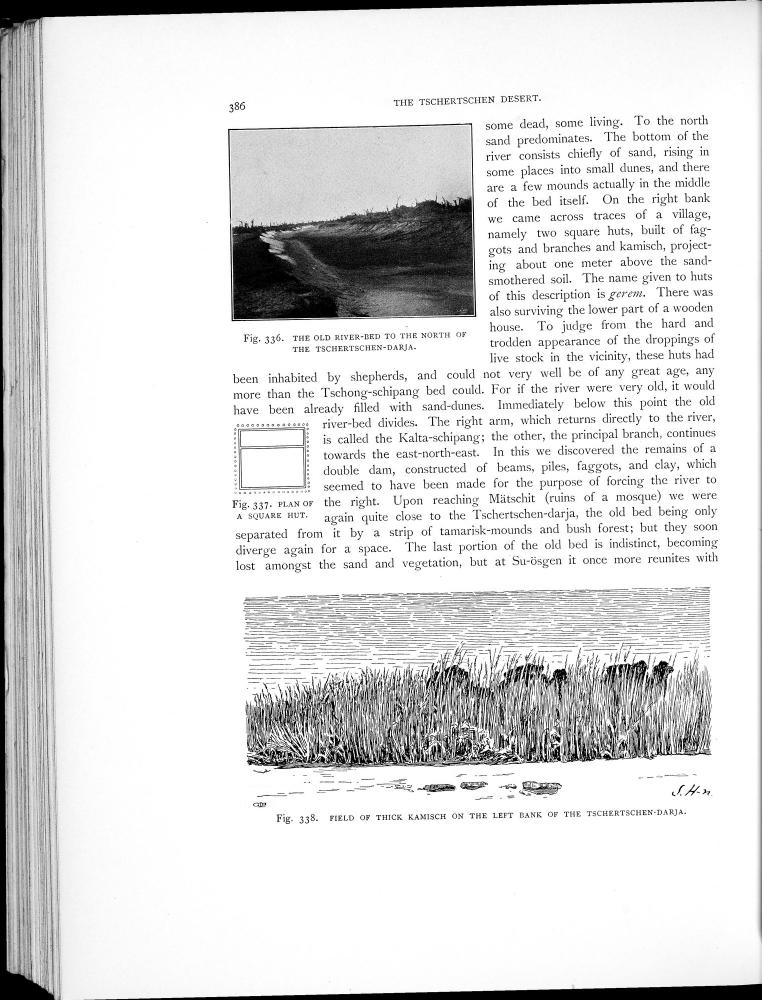 386
THE TSCHERTSCHEN DESERT.
some dead, some living. To the north
sand predominates. The bottom of the
river consists chiefly of sand, rising in
some places into small dunes, and there
are a few mounds actually in the middle
of the bed itself. On the right bank
we came across traces of a village,
namely two square huts, built of fag-
gots and branches and kamisch, project-
ing about one meter above the sand-
smothered soil. The name given to huts
of this description is gerem. There was
also surviving the lower part of a wooden
house. To judge from the hard and
trodden appearance of the droppings of
live stock in the vicinity, these huts had
Fig. 336. THE OLD RIVER-BED TO THE NORTH OF
THE TSCHERTSCHEN-DARJA.
been inhabited by shepherds, and could not very well be of any great age, any
more than the Tschong-schipang bed could. For if the river were very old, it would
have been already filled with sand-dunes. Immediately below this point the old
river-bed divides. The right arm, which returns directly to the river,
is called the Kalta-schipang; the other, the principal branch, continues
towards the east-north-east. In this we discovered the remains of a
double dam, constructed of beams, piles, faggots, and clay, which
seemed to have been made for the purpose of forcing the river to
the right. Upon reaching Mätschit (ruins of a mosque) we were
again quite close to the Tschertschen-darja, the old bed being only
Fig. 337. PLAN OF
A SQUARE HUT.
separated from it by a strip of tamarisk-mounds and bush forest; but they soon
diverge again for a space. The last portion of the old bed is indistinct, becoming
lost amongst the sand and vegetation, but at Su-ösgen it once more reunites with
S. H-n.
Fig. 338. FIELD OF THICK KAMISCH ON THE LEFT BANK OF THE TSCHERTSCHEN-DARJA.